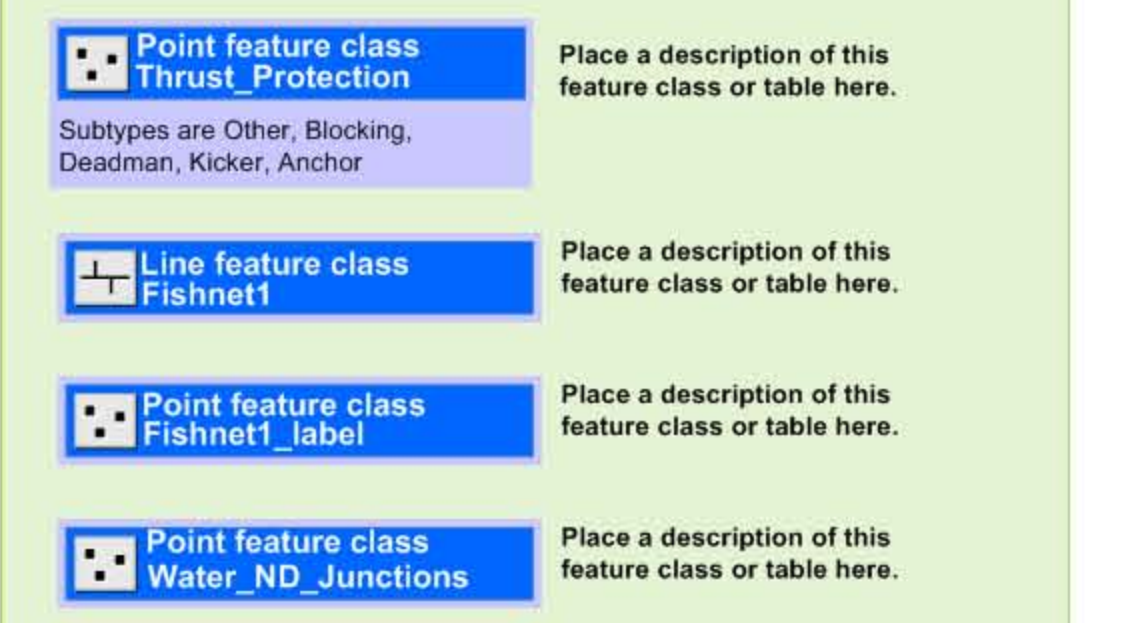 Point feature class
Thrust_Protection
Place a description of this
feature class or table here.
Subtypes are Other, Blocking,
Deadman, Kicker, Anchor
Line feature class
Fishnet1
Place a description of this
feature class or table here.
Point feature class
Fishnet1_label
Place a description of this
feature class or table here.
Point feature class
Water_ND_Junctions
Place a description of this
feature class or table here.